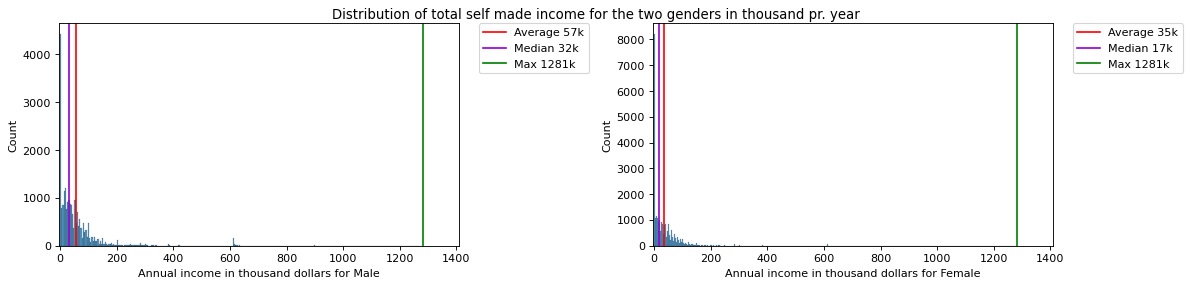 Distribution of total self made income for the two genders in thousand pr. year
Average 57k
Median 32k
Max 1281k
4000
3000
2000
1000
0
Count
0 200 400 600 800 1000 1200 1400
Annual income in thousand dollars for Male
Average 35k
Median 17k
Max 1281k
8000
7000
6000
5000
4000
3000
2000
1000
0
Count
0 200 400 600 800 1000 1200 1400
Annual income in thousand dollars for Female